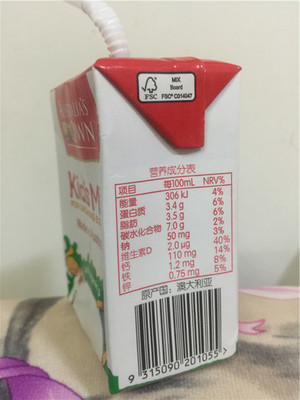 MIX
Board
FSC
FSC® C014047
ALIA'S
OWN
Kid's M
营养成分表
项目 每100mL NRV%
能量 306 kJ 4%
蛋白质 3.4 g 6%
脂肪 3.5 g 6%
碳水化合物 7.0 g 2%
钠 50 mg 3%
维生素D 2.0 μg 40%
钙 110 mg 14%
铁 1.2 mg 8%
锌 0.75 mg 5%
原产国: 澳大利亚
9 315090 201055 >